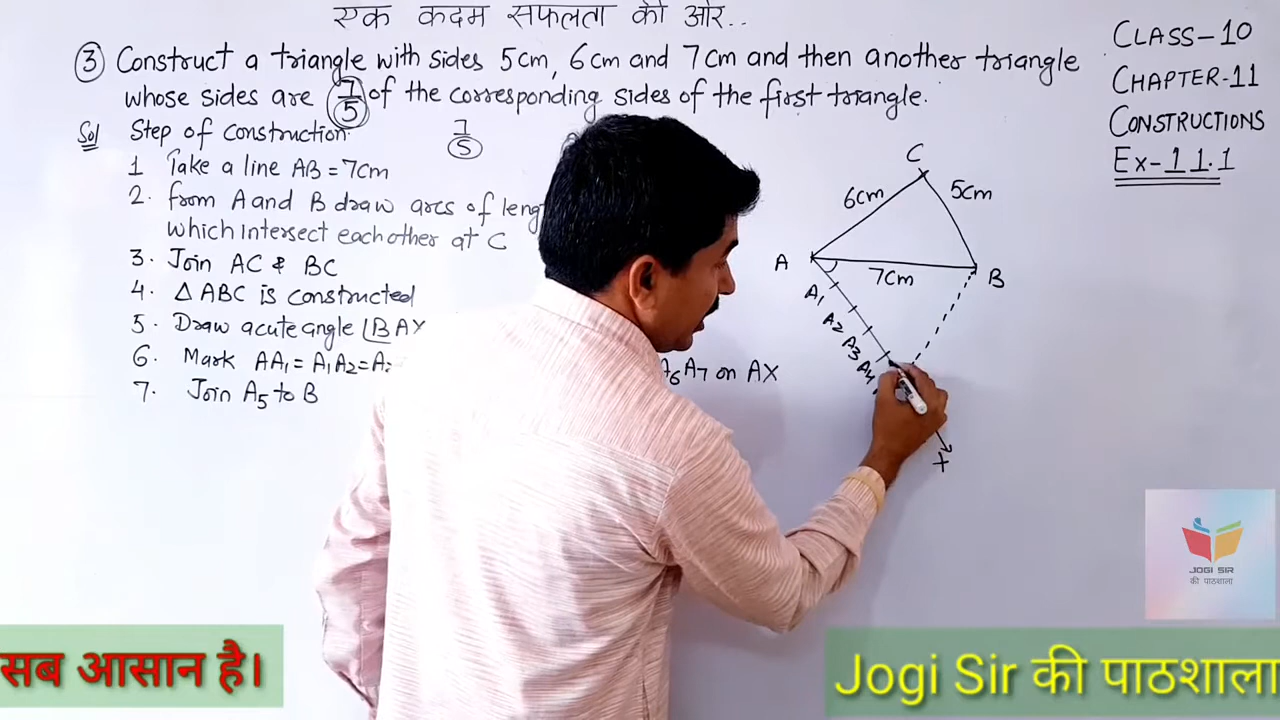 एक कदम सफलता की ओर..
③ Construct a triangle with sides 5cm, 6cm and 7cm and then another triangle
whose sides are 7/5 of the corresponding sides of the first triangle.
Sol Step of construction
7/5
1 Take a line AB = 7cm
2. from A and B draw arcs of
which intersect each other at C
3. Join AC & BC
4. △ ABC is constructed
5. Draw acute angle ∠BAX
6. Mark AA₁ = A₁A₂ = A₆A₇ on AX
7. Join A₅ to B
CLASS-10
CHAPTER-11
CONSTRUCTIONS
Ex-11.1
C
6cm
5cm
A
7cm
B
A₁
A₂
A₃
A₄
X
JOGI SIR
की पाठशाला
सब आसान है।
Jogi Sir की पाठशाला